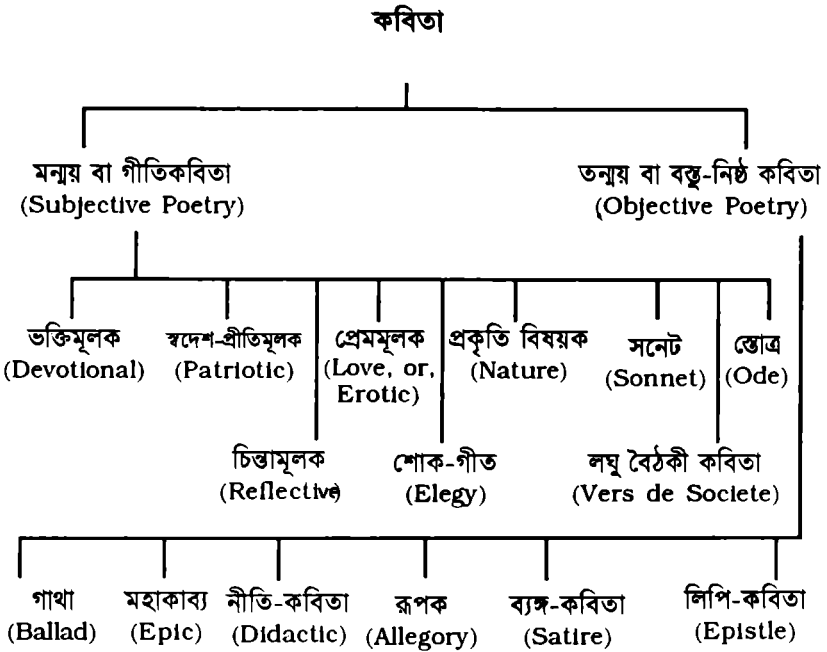 কবিতা
মন্ময় বা গীতিকবিতা
(Subjective Poetry)
তন্ময় বা বস্তু-নিষ্ঠ কবিতা
(Objective Poetry)
ভক্তিমূলক
(Devotional)
স্বদেশ-প্রীতিমূলক
(Patriotic)
প্রেমমূলক
(Love, or,
Erotic)
প্রকৃতি বিষয়ক
(Nature)
সনেট
(Sonnet)
স্তোত্র
(Ode)
চিন্তামূলক
(Reflective)
শোক-গীত
(Elegy)
লঘু বৈঠকী কবিতা
(Vers de Societe)
গাথা
(Ballad)
মহাকাব্য
(Epic)
নীতি-কবিতা
(Didactic)
রূপক
(Allegory)
ব্যঙ্গ-কবিতা
(Satire)
লিপি-কবিতা
(Epistle)